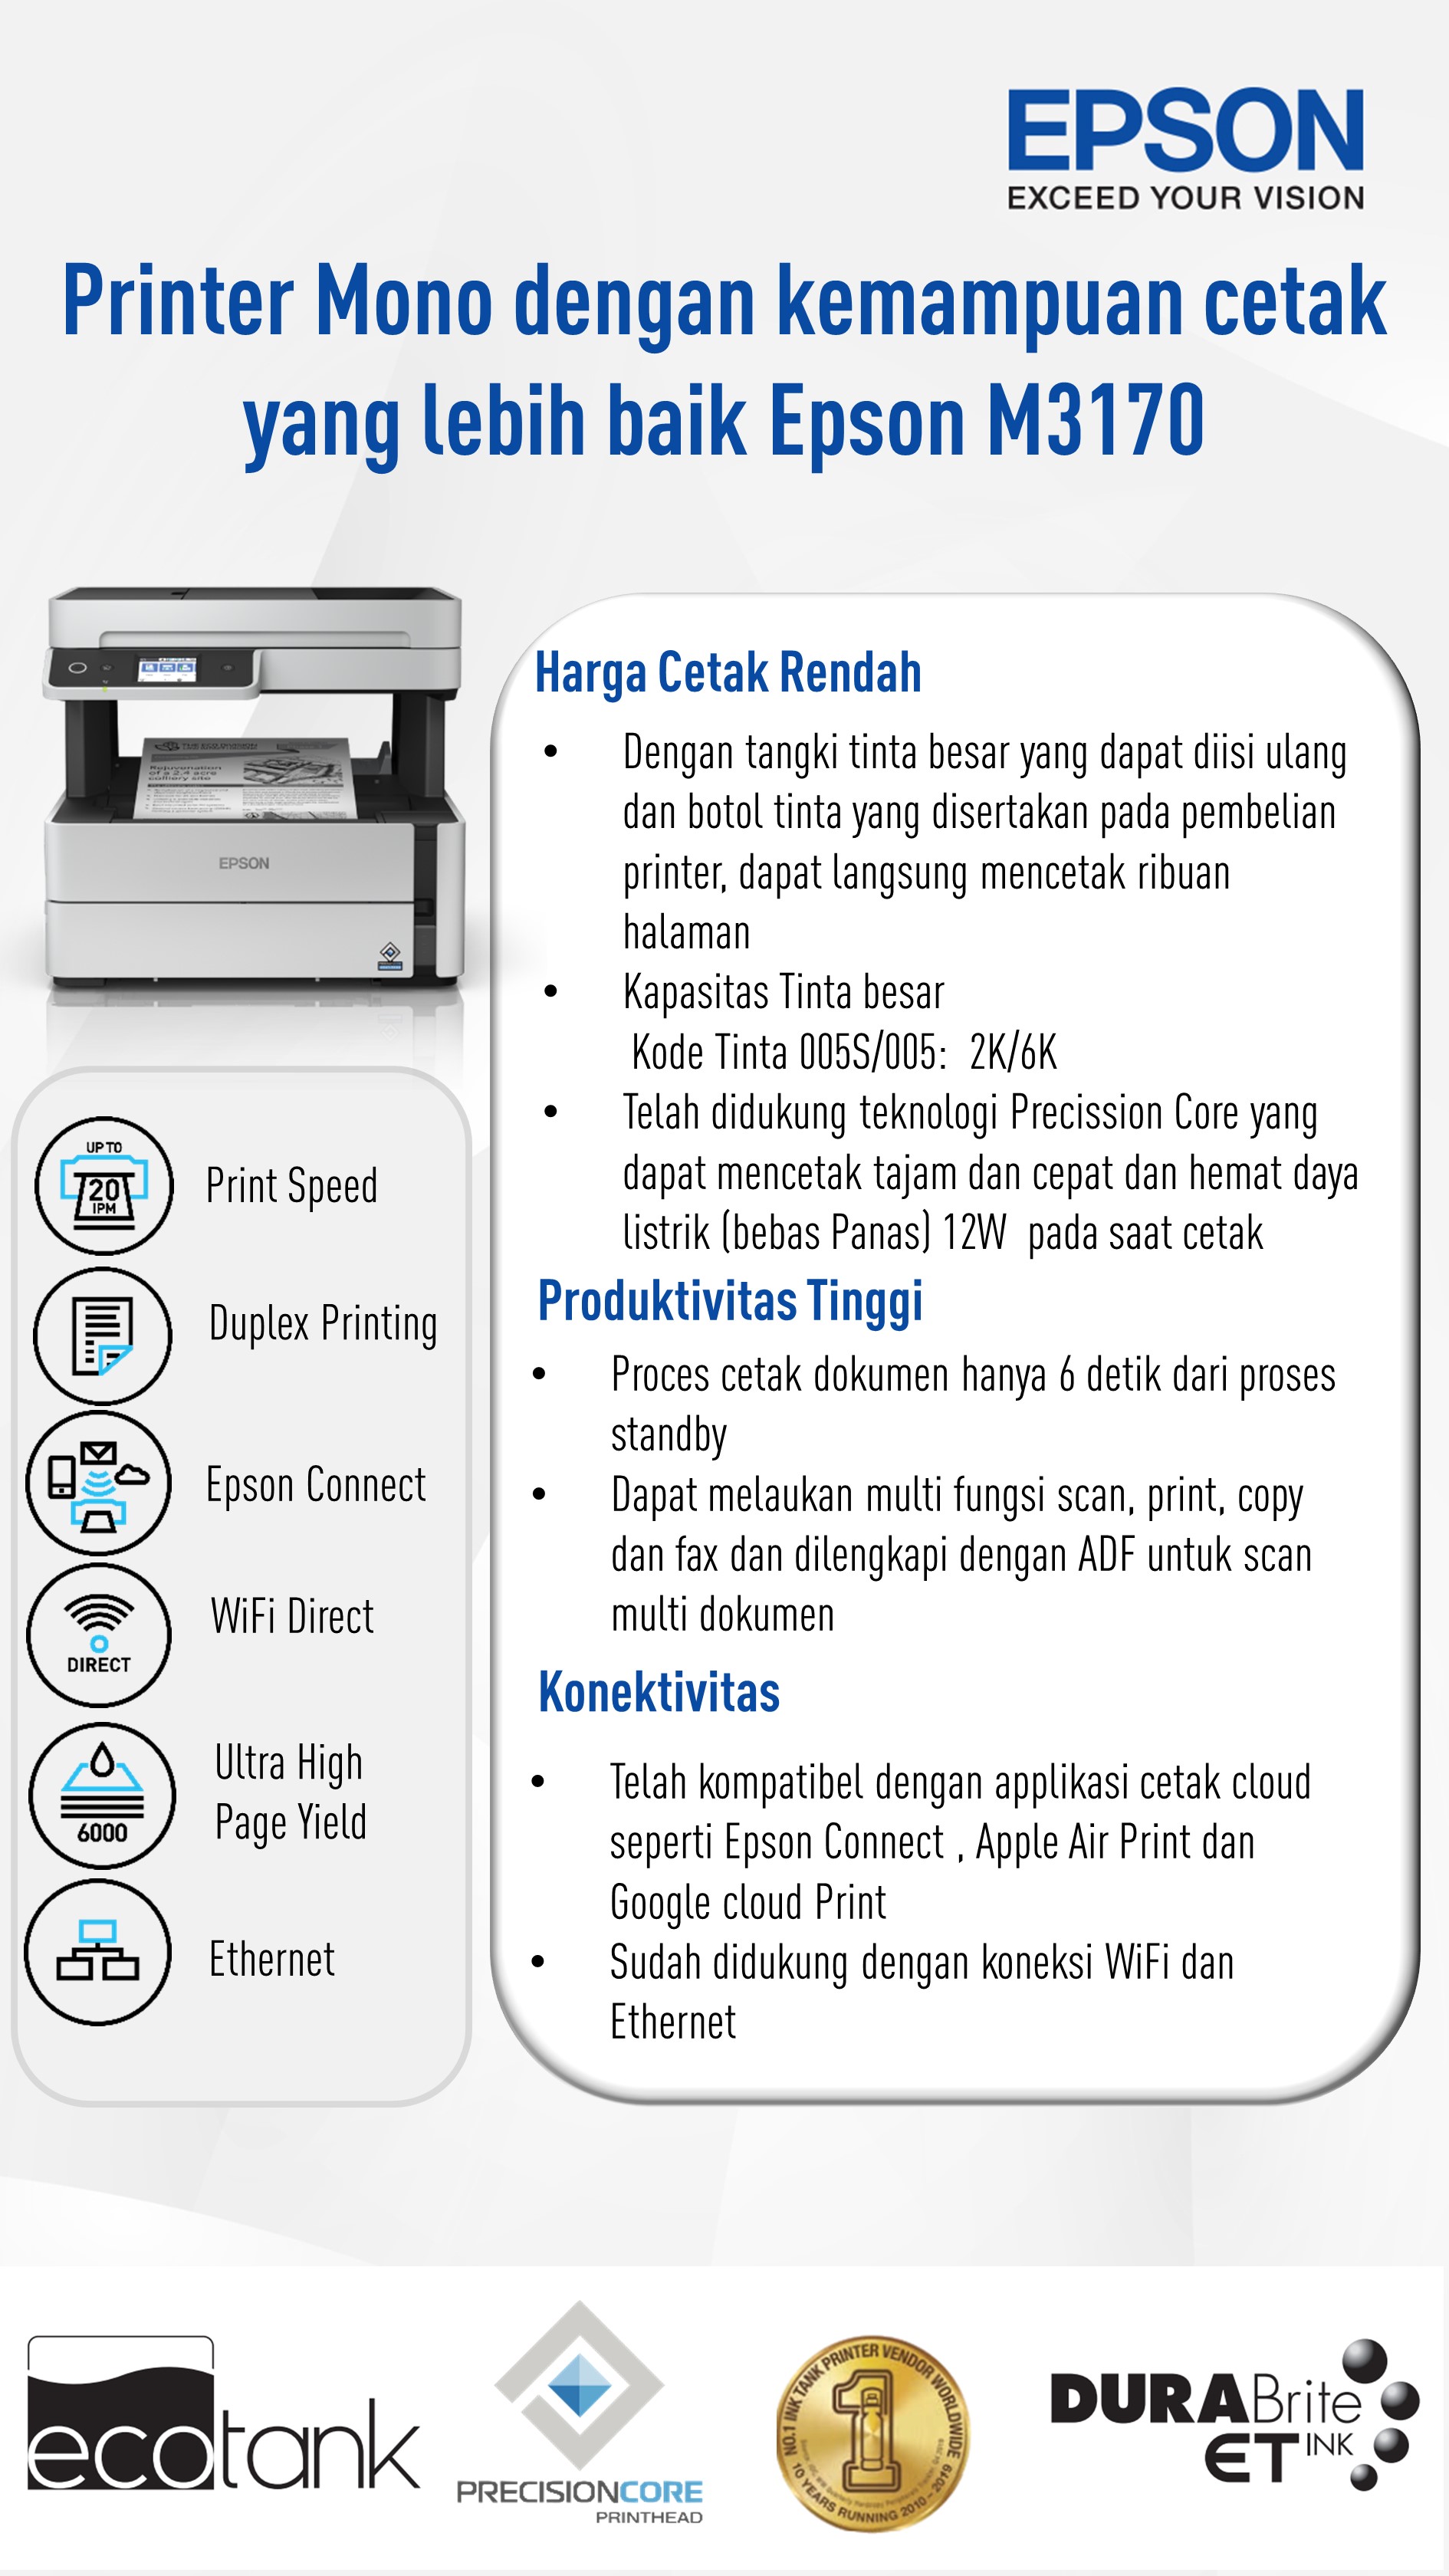 EPSON
EXCEED YOUR VISION
Printer Mono dengan kemampuan cetak
yang lebih baik Epson M3170
Rejuvenation
of a 2.4 acre
colliery site
EPSON
Harga Cetak Rendah
• Dengan tangki tinta besar yang dapat diisi ulang
dan botol tinta yang disertakan pada pembelian
printer, dapat langsung mencetak ribuan
halaman
• Kapasitas Tinta besar
Kode Tinta 005S/005: 2K/6K
• Telah didukung teknologi Precission Core yang
dapat mencetak tajam dan cepat dan hemat daya
listrik (bebas Panas) 12W pada saat cetak
Produktivitas Tinggi
• Proces cetak dokumen hanya 6 detik dari proses
standby
• Dapat melaukan multi fungsi scan, print, copy
dan fax dan dilengkapi dengan ADF untuk scan
multi dokumen
Konektivitas
• Telah kompatibel dengan applikasi cetak cloud
seperti Epson Connect , Apple Air Print dan
Google cloud Print
• Sudah didukung dengan koneksi WiFi dan
Ethernet
UP TO
20
IPM
Print Speed
Duplex Printing
Epson Connect
DIRECT
WiFi Direct
6000
Ultra High
Page Yield
Ethernet
ecotank
PRECISIONCORE
PRINTHEAD
NO.1 INK TANK PRINTER VENDOR WORLDWIDE
1
10 YEARS RUNNING 2010 - 2019
DURABrite
ET INK